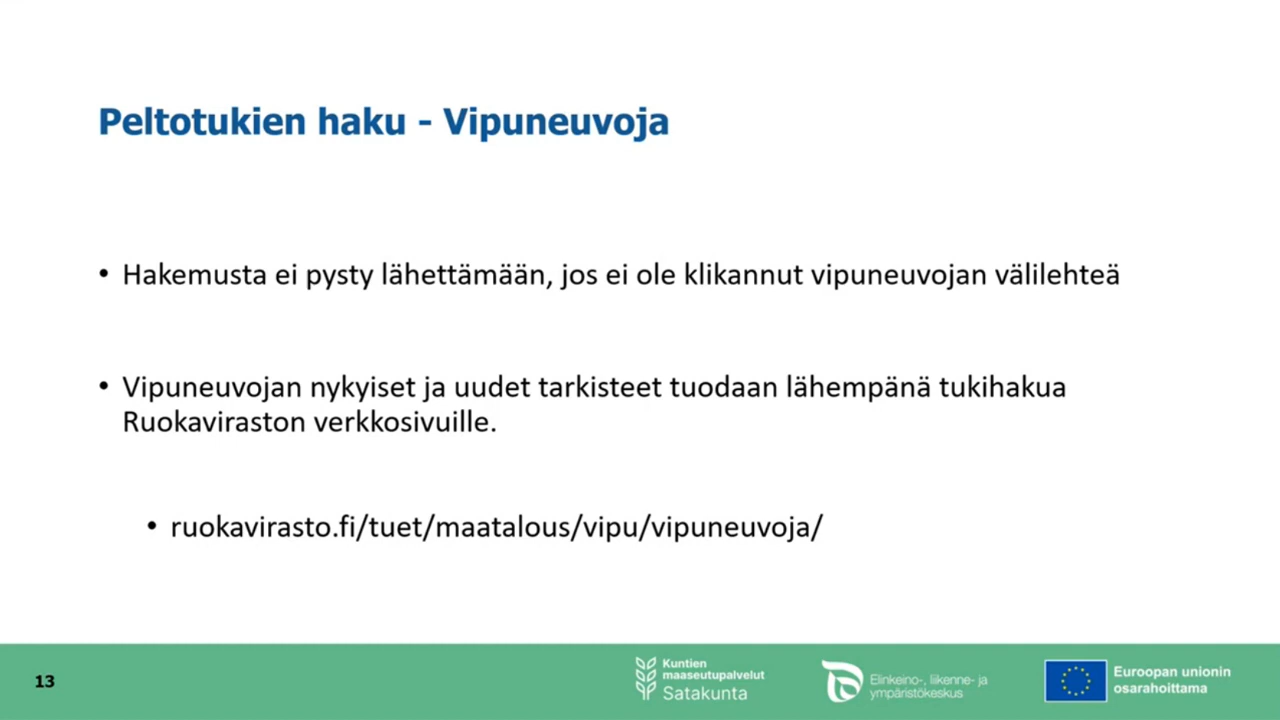 Peltotukien haku - Vipuneuvoja
• Hakemusta ei pysty lähettämään, jos ei ole klikannut vipuneuvojan välilehteä
• Vipuneuvojan nykyiset ja uudet tarkisteet tuodaan lähempänä tukihakua
Ruokaviraston verkkosivuille.
• ruokavirasto.fi/tuet/maatalous/vipu/vipuneuvoja/
13
Kuntien
maaseutupalvelut
Satakunta
Elinkeino-, liikenne- ja
ympäristökeskus
Euroopan unionin
osarahoittama